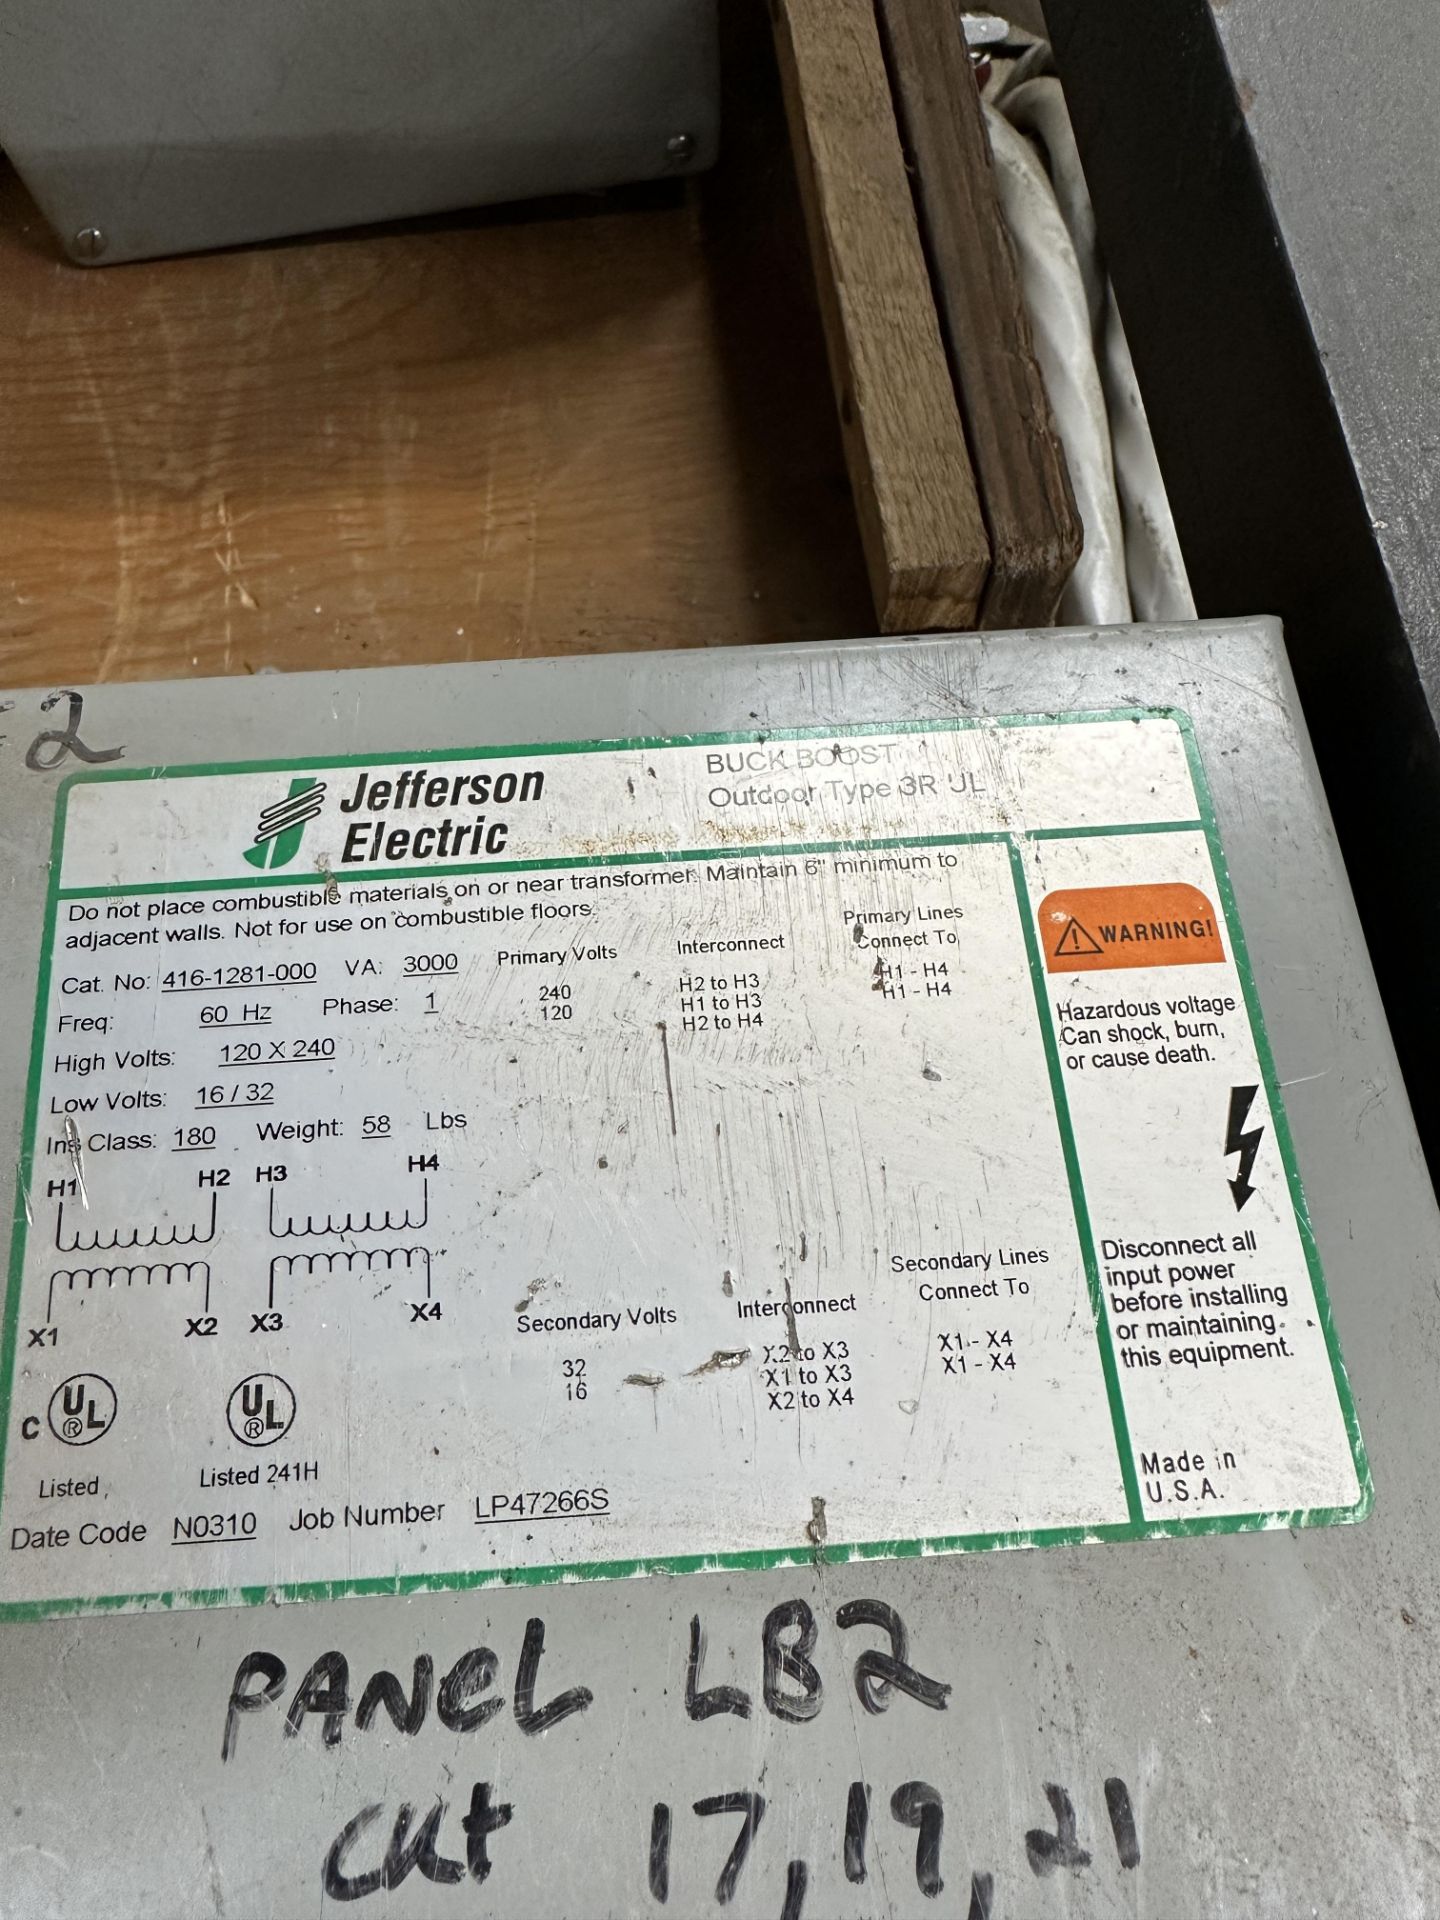 2
Jefferson
Electric
BUCK BOOST
Outdoor Type 3R UL
Do not place combustible materials on or near transformer. Maintain 6" minimum to
adjacent walls. Not for use on combustible floors.
Cat. No: 416-1281-000 VA: 3000
Freq: 60 Hz Phase: 1
High Volts: 120 X 240
Low Volts: 16 / 32
Ins Class: 180 Weight: 58 Lbs
Primary Volts Interconnect Primary Lines
Connect To
240 H2 to H3 H1 - H4
120 H1 to H3 H1 - H4
H2 to H4
H1 H2 H3 H4
X1 X2 X3 X4
Secondary Volts Interconnect Secondary Lines
Connect To
32 X2 to X3 X1 - X4
16 X1 to X3 X1 - X4
X2 to X4
C UL ® UL ®
Listed, Listed 241H
Date Code N0310 Job Number LP47266S
WARNING!
Hazardous voltage
Can shock, burn,
or cause death.
Disconnect all
input power
before installing
or maintaining
this equipment.
Made in
U.S.A.
PANEL LB2
CKT 17, 19, 21